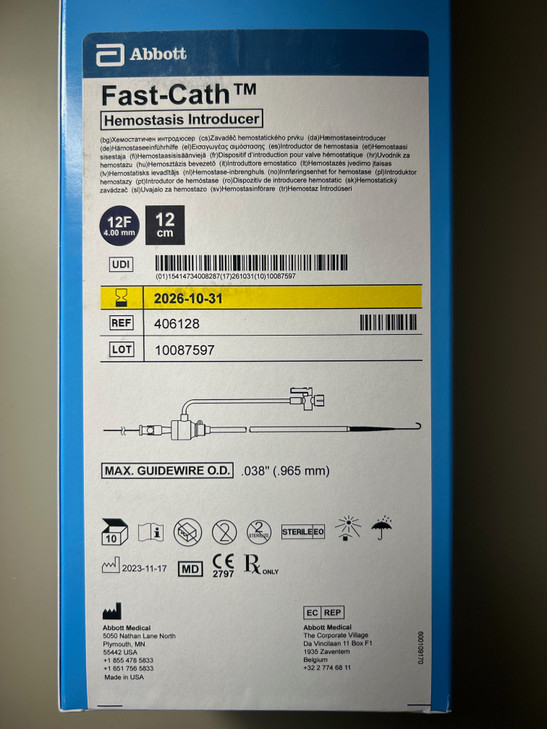 Abbott
Fast-Cath™
Hemostasis Introducer
(bg)Хемостатичен интродюсер (cs)Zavaděč hemostatického prvku (da)Hæmostaseintroducer
(de)Hämostaseeinführhilfe (el)Εισαγωγέας αιμόστασης (es)Introductor de hemostasia (et)Hemostaasi
sisestaja (fi)Hemostaasisisäänviejä (fr)Dispositif d'introduction pour valve hémostatique (hr)Uvodnik za
hemostazu (hu)Hemosztázis bevezető (it)Introduttore emostatico (lt)Hemostazės įvedimo įtaisas
(lv)Hemostatisks ievadītājs (nl)Hemostase-inbrenghuls (no)Innføringsenhet for hemostase (pl)Introduktor
hemostazy (pt)Introdutor de hemóstase (ro)Dispozitiv de introducere hemostatic (sk)Hemostatický
zavádzač (sl)Uvajalo za hemostazo (sv)Hemostasinförare (tr)Hemostaz İntrodüseri
12F
4.00 mm
12
cm
UDI
(01)15414734008287(17)261031(10)10087597
2026-10-31
REF 406128
LOT 10087597
MAX. GUIDEWIRE O.D. .038" (.965 mm)
10
i
2
2
STERILIZE
STERILE EO
2023-11-17
MD
CE
2797
Rx ONLY
Abbott Medical
5050 Nathan Lane North
Plymouth, MN
55442 USA
+1 855 478 5833
+1 651 756 5833
Made in USA
EC REP
Abbott Medical
The Corporate Village
Da Vincilaan 11 Box F1
1935 Zaventem
Belgium
+32 2 774 68 11
600109170